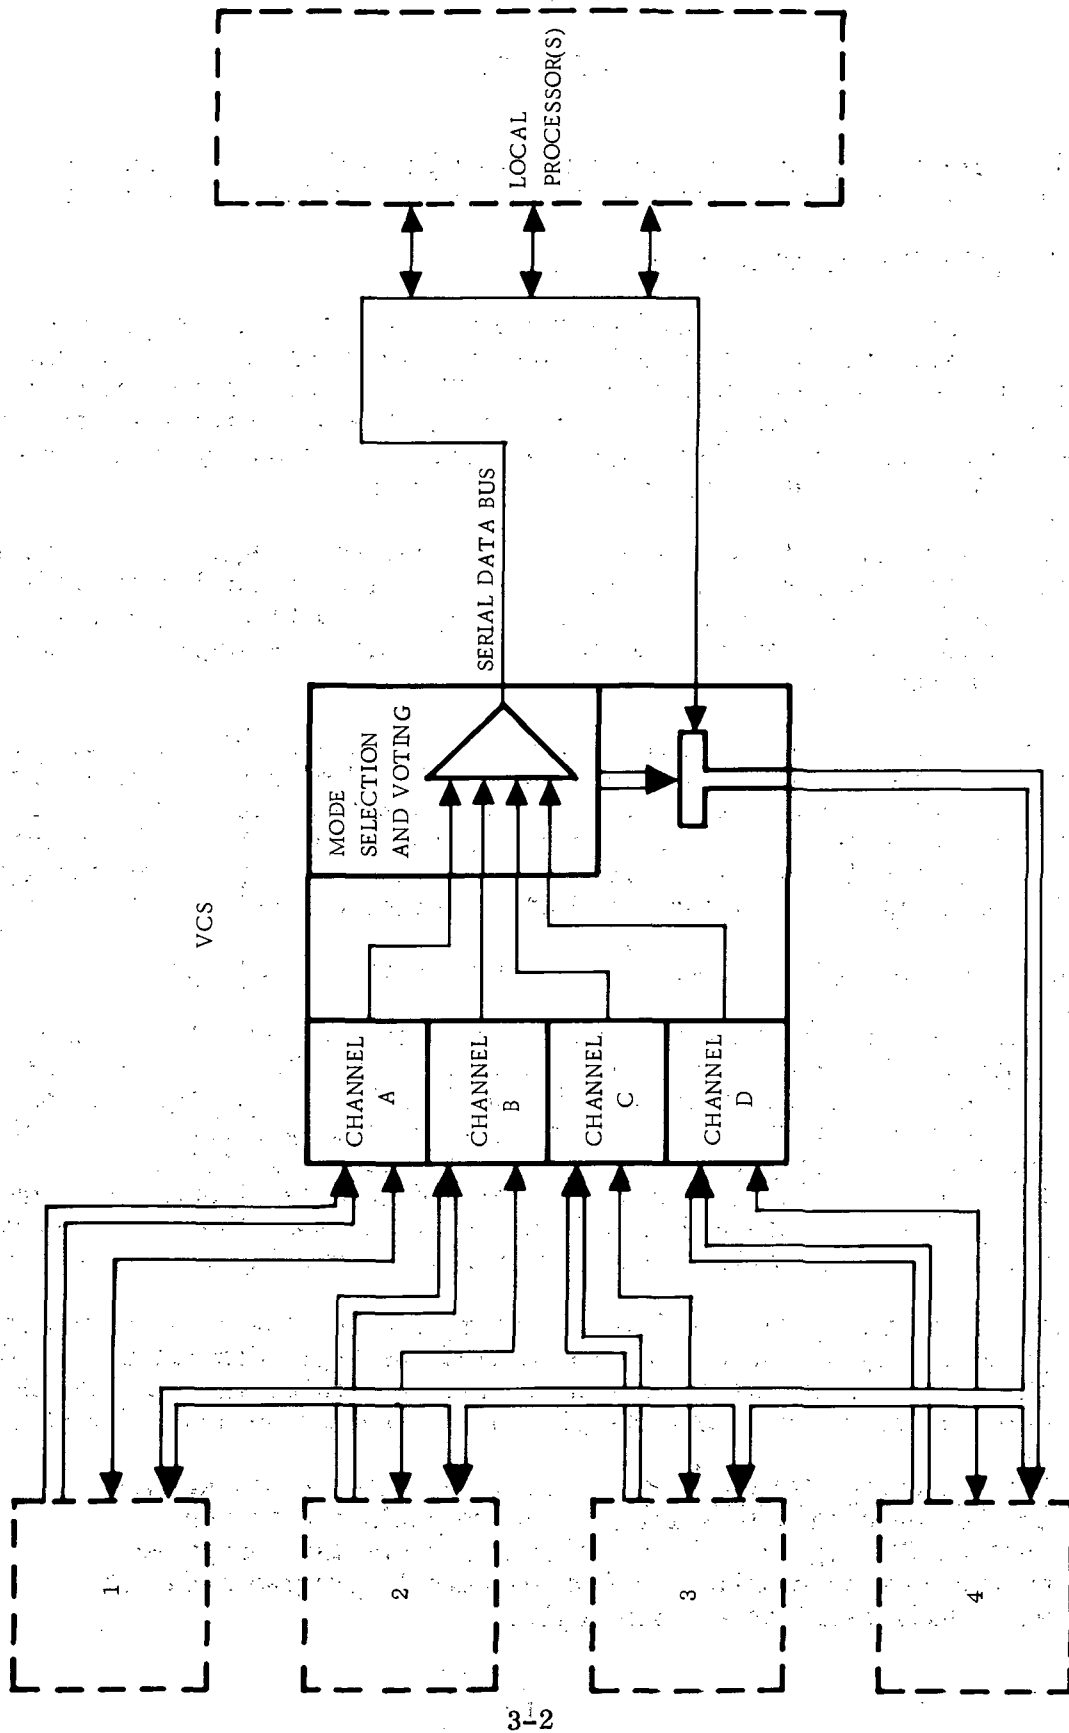 VCS
1
2
3
4
CHANNEL
A
CHANNEL
B
CHANNEL
C
CHANNEL
D
MODE
SELECTION
AND VOTING
SERIAL DATA BUS
LOCAL
PROCESSOR(S)
3-2